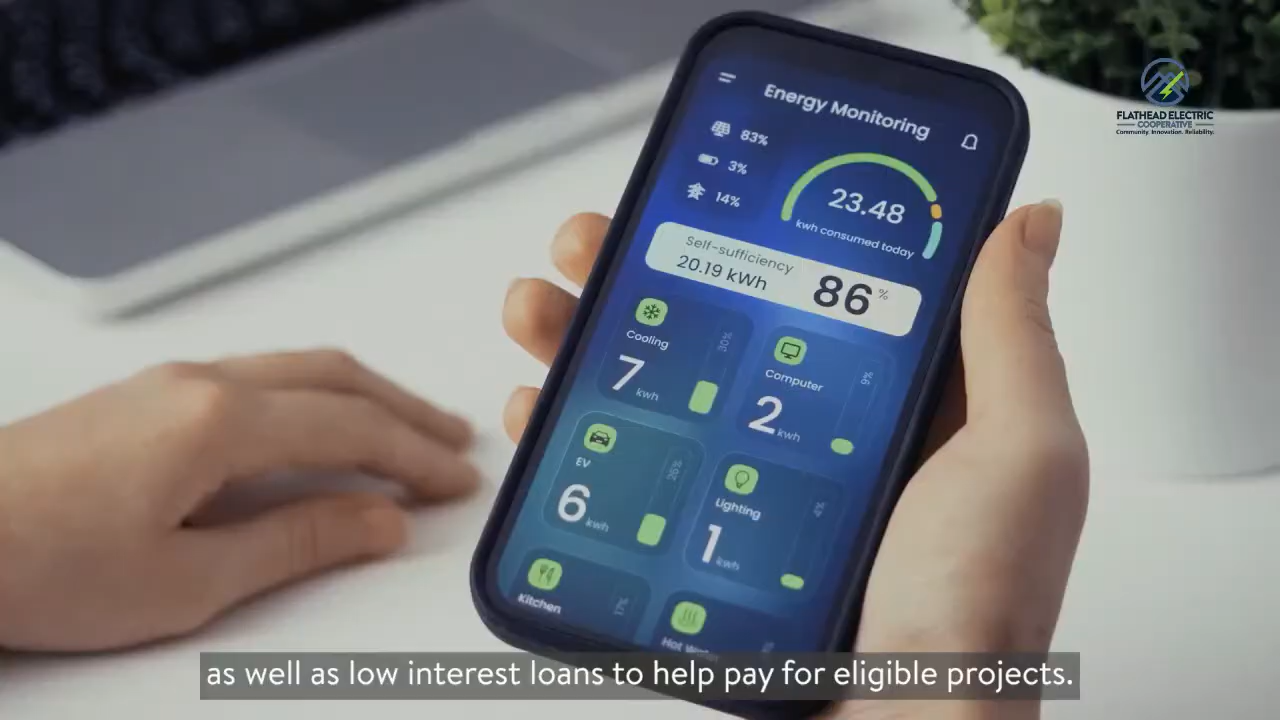 Energy Monitoring
83%
3%
14%
23.48
kwh consumed today
Self-sufficiency
20.19 kWh
86%
Cooling
30%
7 kwh
Computer
9%
2 kwh
EV
26%
6 kwh
Lighting
4%
1 kwh
Kitchen
17%
FLATHEAD ELECTRIC
COOPERATIVE
Community. Innovation. Reliability.
as well as low interest loans to help pay for eligible projects.